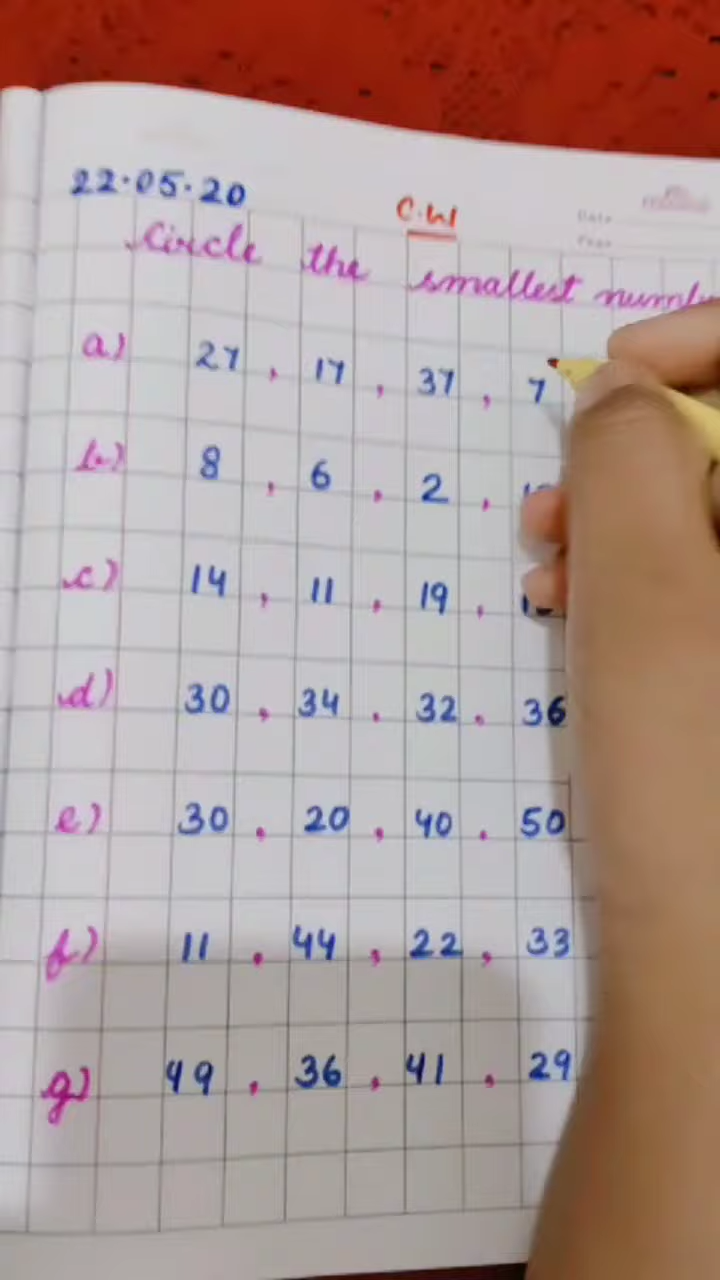 22.05.20
C.W
Circle the smallest
a) 27, 17, 37, 7
b.) 8, 6, 2,
c) 14, 11, 19,
d) 30, 34, 32, 36
e) 30, 20, 40, 50
f) 11, 44, 22, 33
g) 49, 36, 41, 29